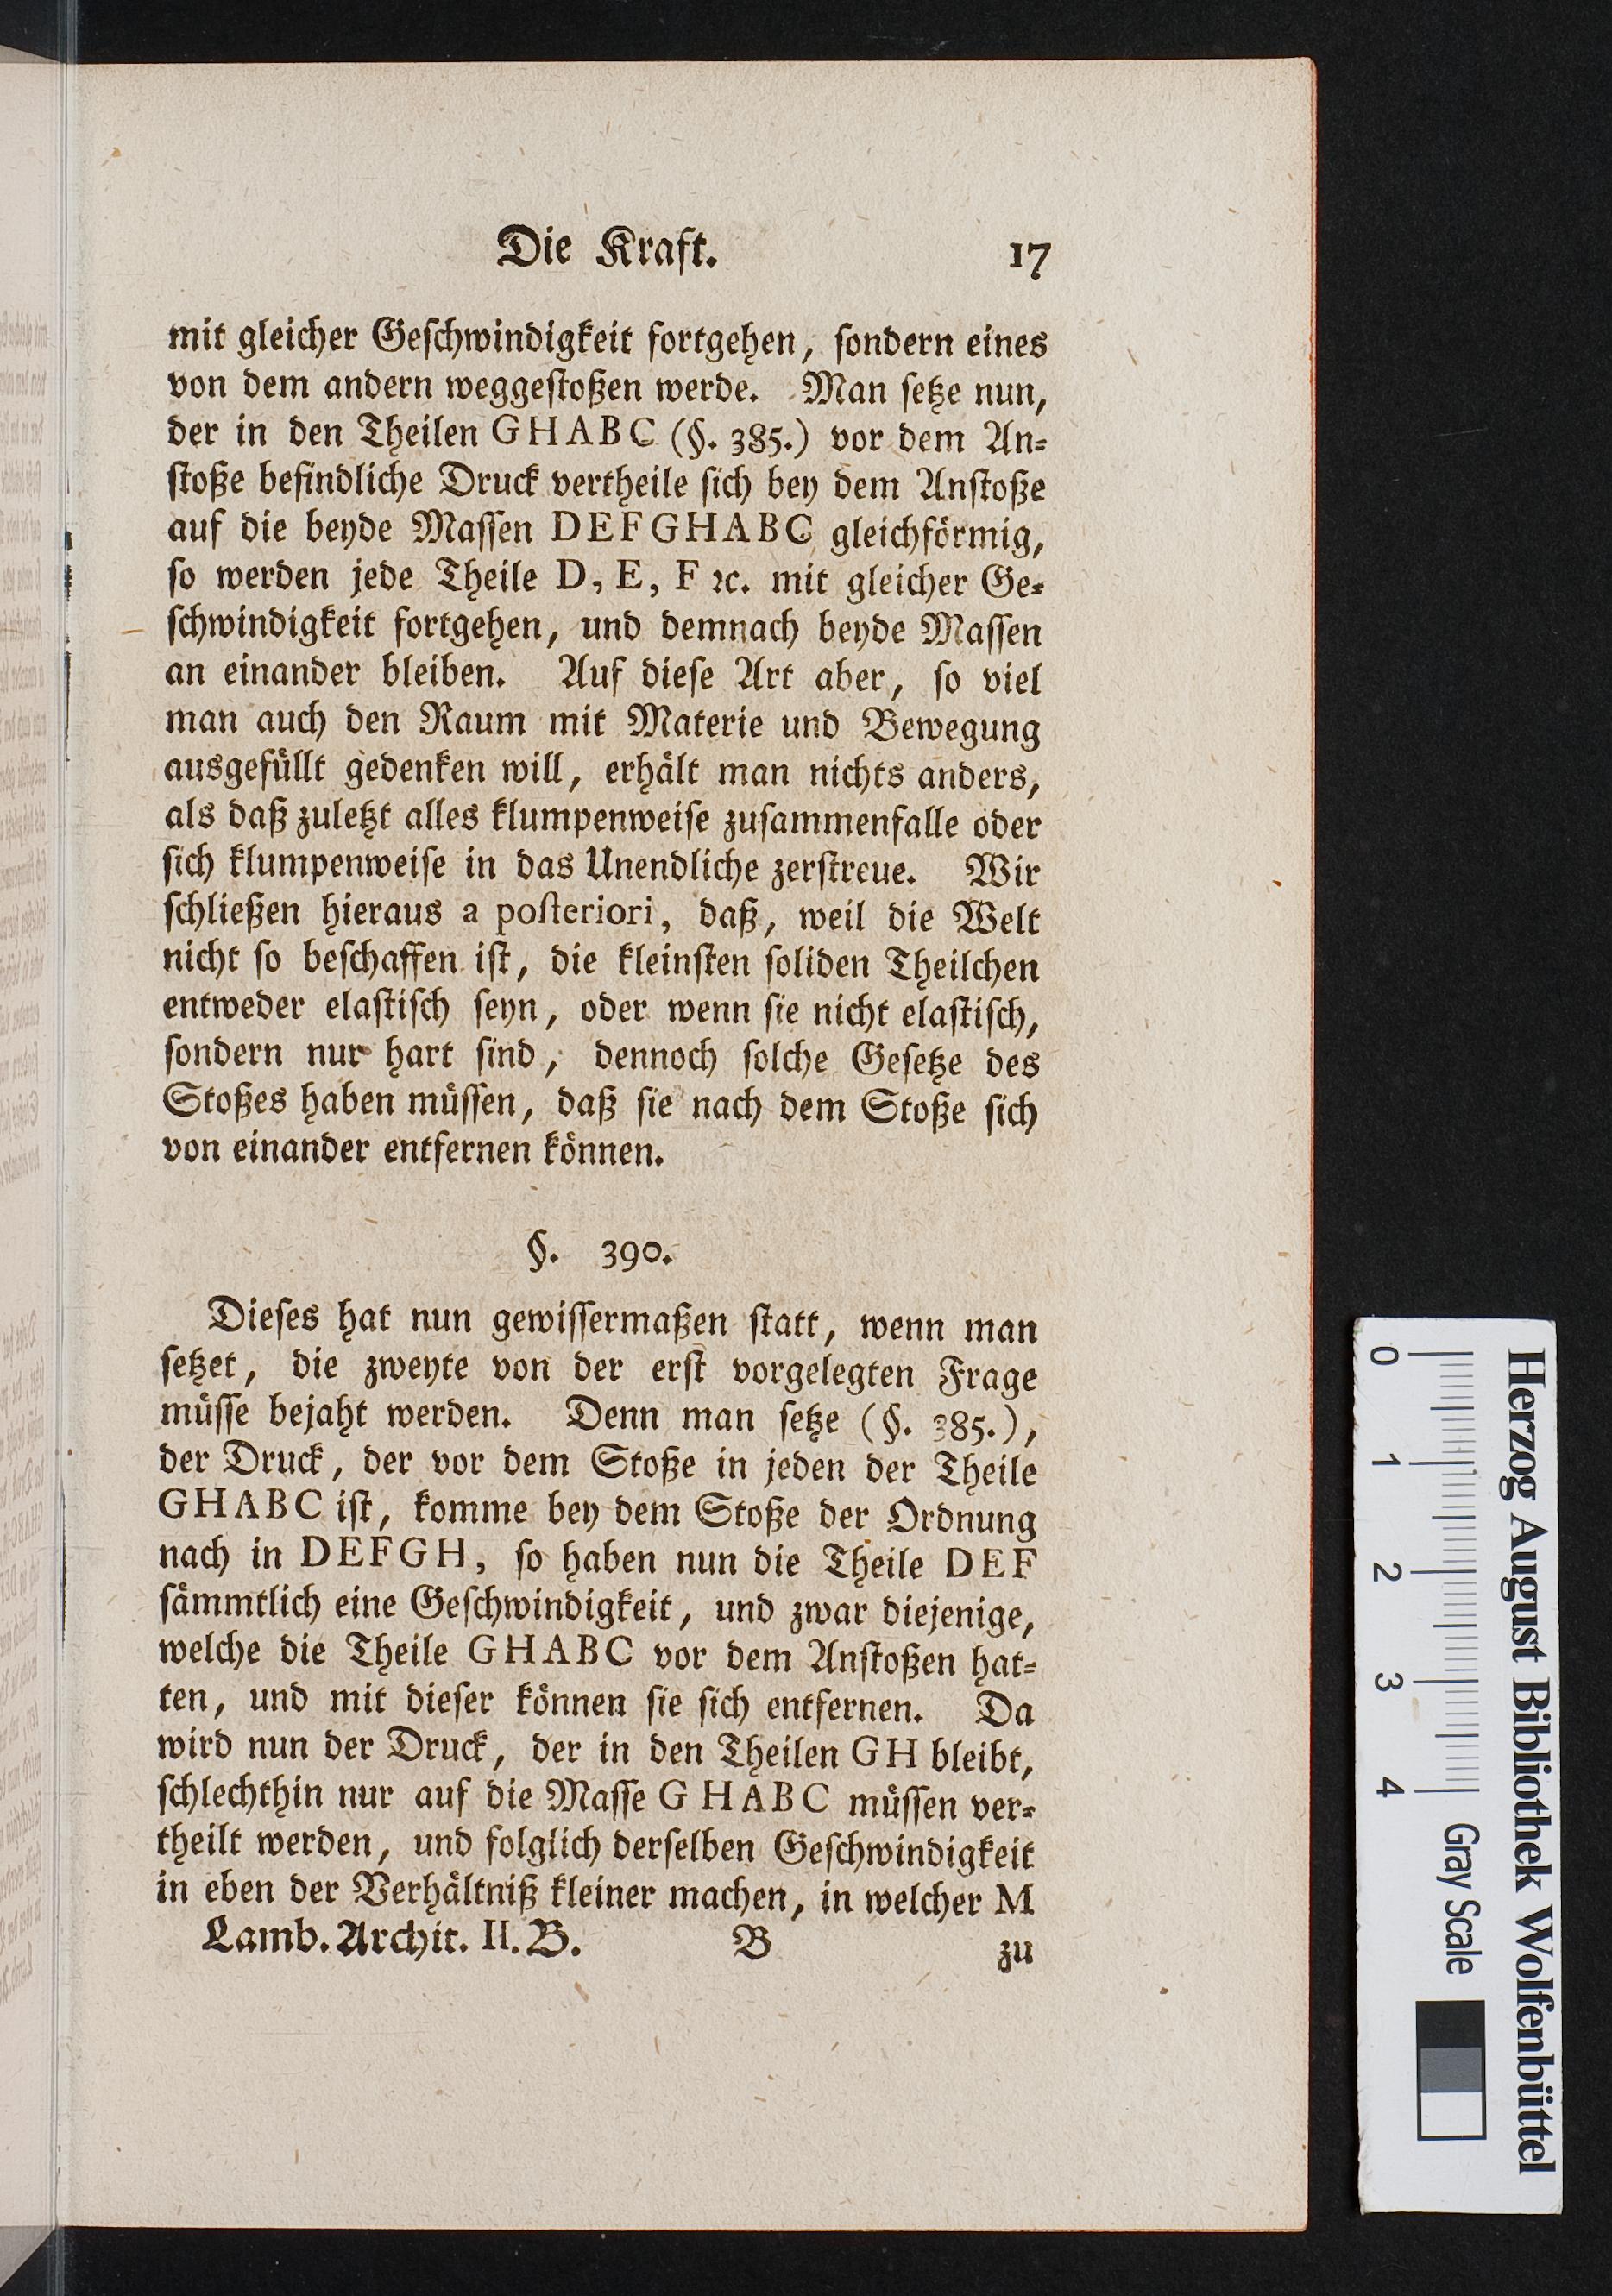 Die Kraft. 17
mit gleicher Geſchwindigkeit fortgehen, ſondern eines
von dem andern weggeſtoßen werde. Man ſetze nun,
der in den Theilen GHABC (§. 385.) vor dem An⸗
ſtoße befindliche Druck vertheile ſich bey dem Anſtoße
auf die beyde Maſſen DEFGHABC gleichförmig,
ſo werden jede Theile D, E, F ꝛc. mit gleicher Ge⸗
ſchwindigkeit fortgehen, und demnach beyde Maſſen
an einander bleiben. Auf dieſe Art aber, ſo viel
man auch den Raum mit Materie und Bewegung
ausgefüllt gedenken will, erhält man nichts anders,
als daß zuletzt alles klumpenweiſe zuſammenfalle oder
ſich klumpenweiſe in das Unendliche zerſtreue. Wir
ſchließen hieraus a poſteriori, daß, weil die Welt
nicht ſo beſchaffen iſt, die kleinſten ſoliden Theilchen
entweder elaſtiſch ſeyn, oder wenn ſie nicht elaſtiſch,
ſondern nur hart ſind, dennoch ſolche Geſetze des
Stoßes haben müſſen, daß ſie nach dem Stoße ſich
von einander entfernen können.
§. 390.
Dieſes hat nun gewiſſermaßen ſtatt, wenn man
ſetzet, die zweyte von der erſt vorgelegten Frage
müſſe bejaht werden. Denn man ſetze (§. 385.),
der Druck, der vor dem Stoße in jeden der Theile
GHABC iſt, komme bey dem Stoße der Ordnung
nach in DEFGH, ſo haben nun die Theile DEF
ſämmtlich eine Geſchwindigkeit, und zwar diejenige,
welche die Theile GHABC vor dem Anſtoßen hat⸗
ten, und mit dieſer können ſie ſich entfernen. Da
wird nun der Druck, der in den Theilen GH bleibt,
ſchlechthin nur auf die Maſſe GHABC müſſen ver⸗
theilt werden, und folglich derſelben Geſchwindigkeit
in eben der Verhältniß kleiner machen, in welcher M
Lamb. Archit. II. B. B zu
0 1 2 3 4 Gray Scale
Herzog August Bibliothek Wolfenbüttel